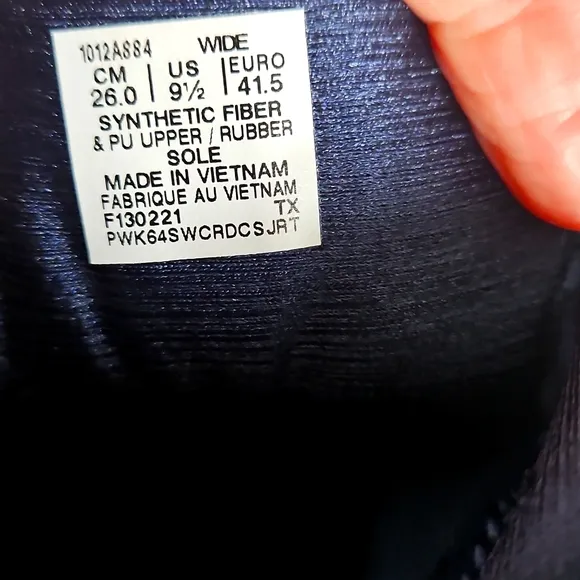 1012A884 WIDE
CM | US | EURO
26.0 | 9½ | 41.5
SYNTHETIC FIBER
& PU UPPER / RUBBER
SOLE
MADE IN VIETNAM
FABRIQUE AU VIETNAM
F130221 TX
PWK64SWCRDCSJRT